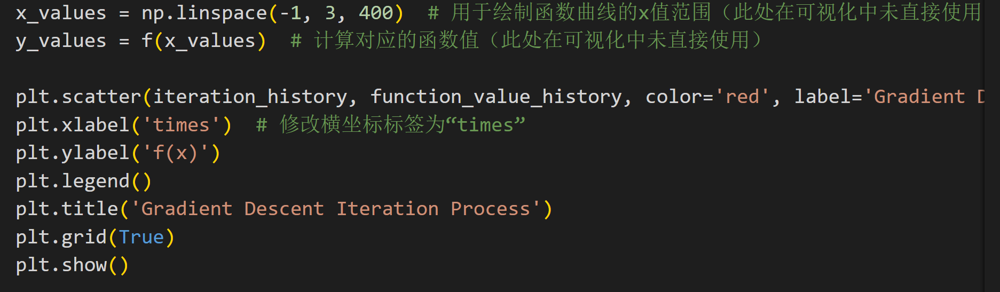 x_values = np.linspace(-1, 3, 400)  # 用于绘制函数曲线的x值范围（此处在可视化中未直接使用
y_values = f(x_values)  # 计算对应的函数值（此处在可视化中未直接使用）
plt.scatter(iteration_history, function_value_history, color='red', label='Gradient D
plt.xlabel('times')  # 修改横坐标标签为“times”
plt.ylabel('f(x)')
plt.legend()
plt.title('Gradient Descent Iteration Process')
plt.grid(True)
plt.show()